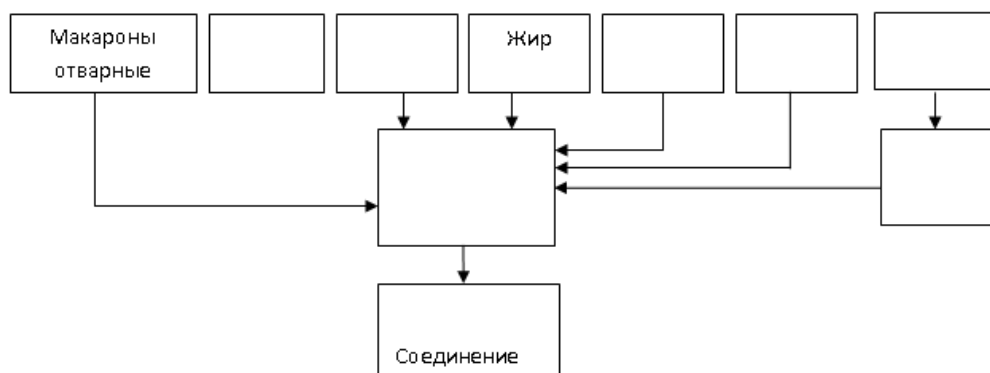 Макароны
отварные
Жир
Соединение